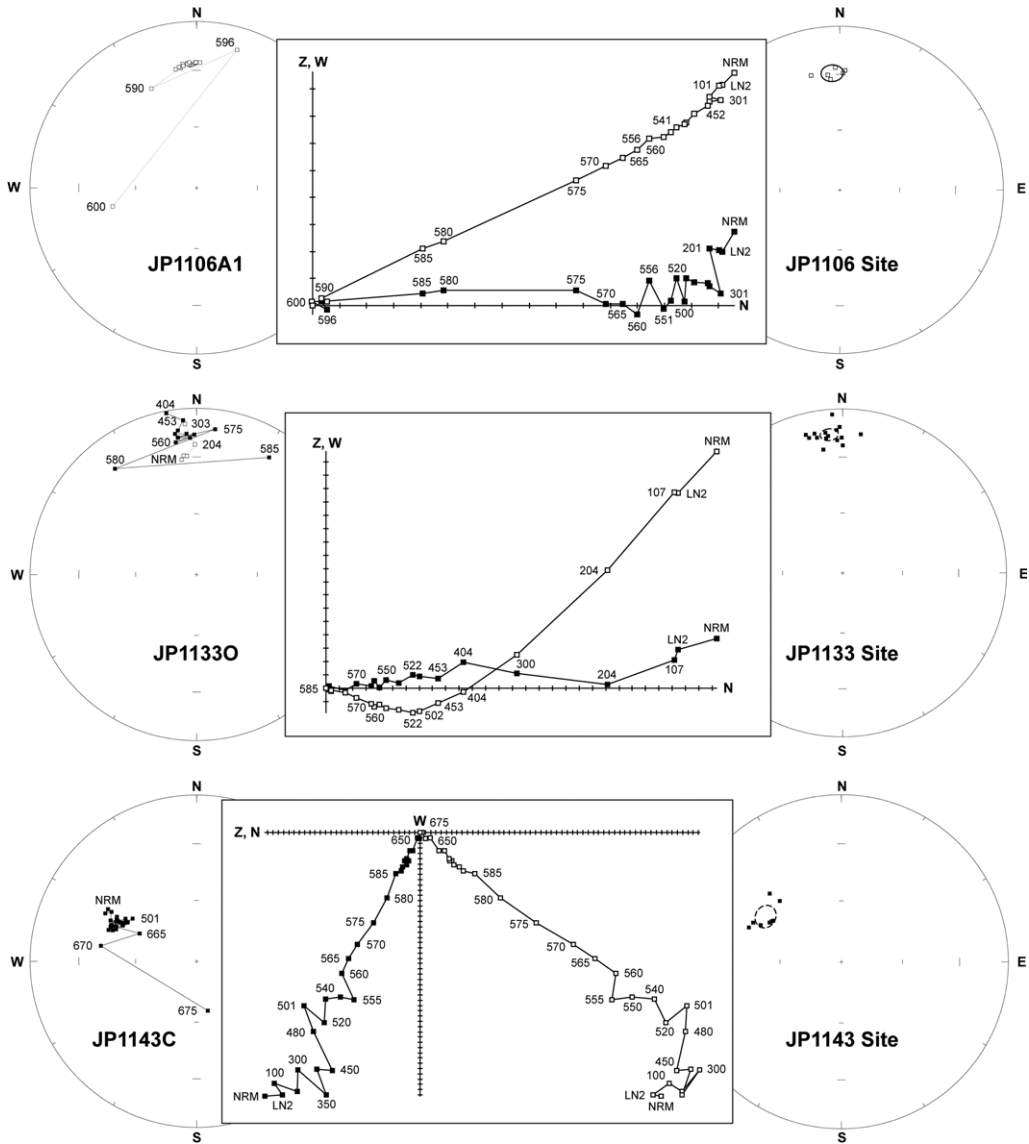 N
596
590
W
600
JP1106A1
S
Z, W
NRM
101
LN2
301
541
452
556
560
570
565
575
580
585
590
600
596
NRM
201
LN2
585
580
575
570
565
560
556
551
520
500
301
N
N
E
JP1106 Site
S
N
404
453
303
575
560
204
585
580
NRM
W
JP1133O
S
Z, W
NRM
107
LN2
204
NRM
LN2
107
404
300
204
570
550
522
453
585
N
570
560
522
502
453
404
N
E
JP1133 Site
S
N
NRM
501
665
W
670
675
JP1143C
S
W
Z, N
675
650
650
585
585
580
580
575
575
570
570
565
565
560
560
540
555
555
550
540
501
501
520
520
480
480
300
450
450
300
100
100
NRM
LN2
350
LN2
NRM
N
E
JP1143 Site
S